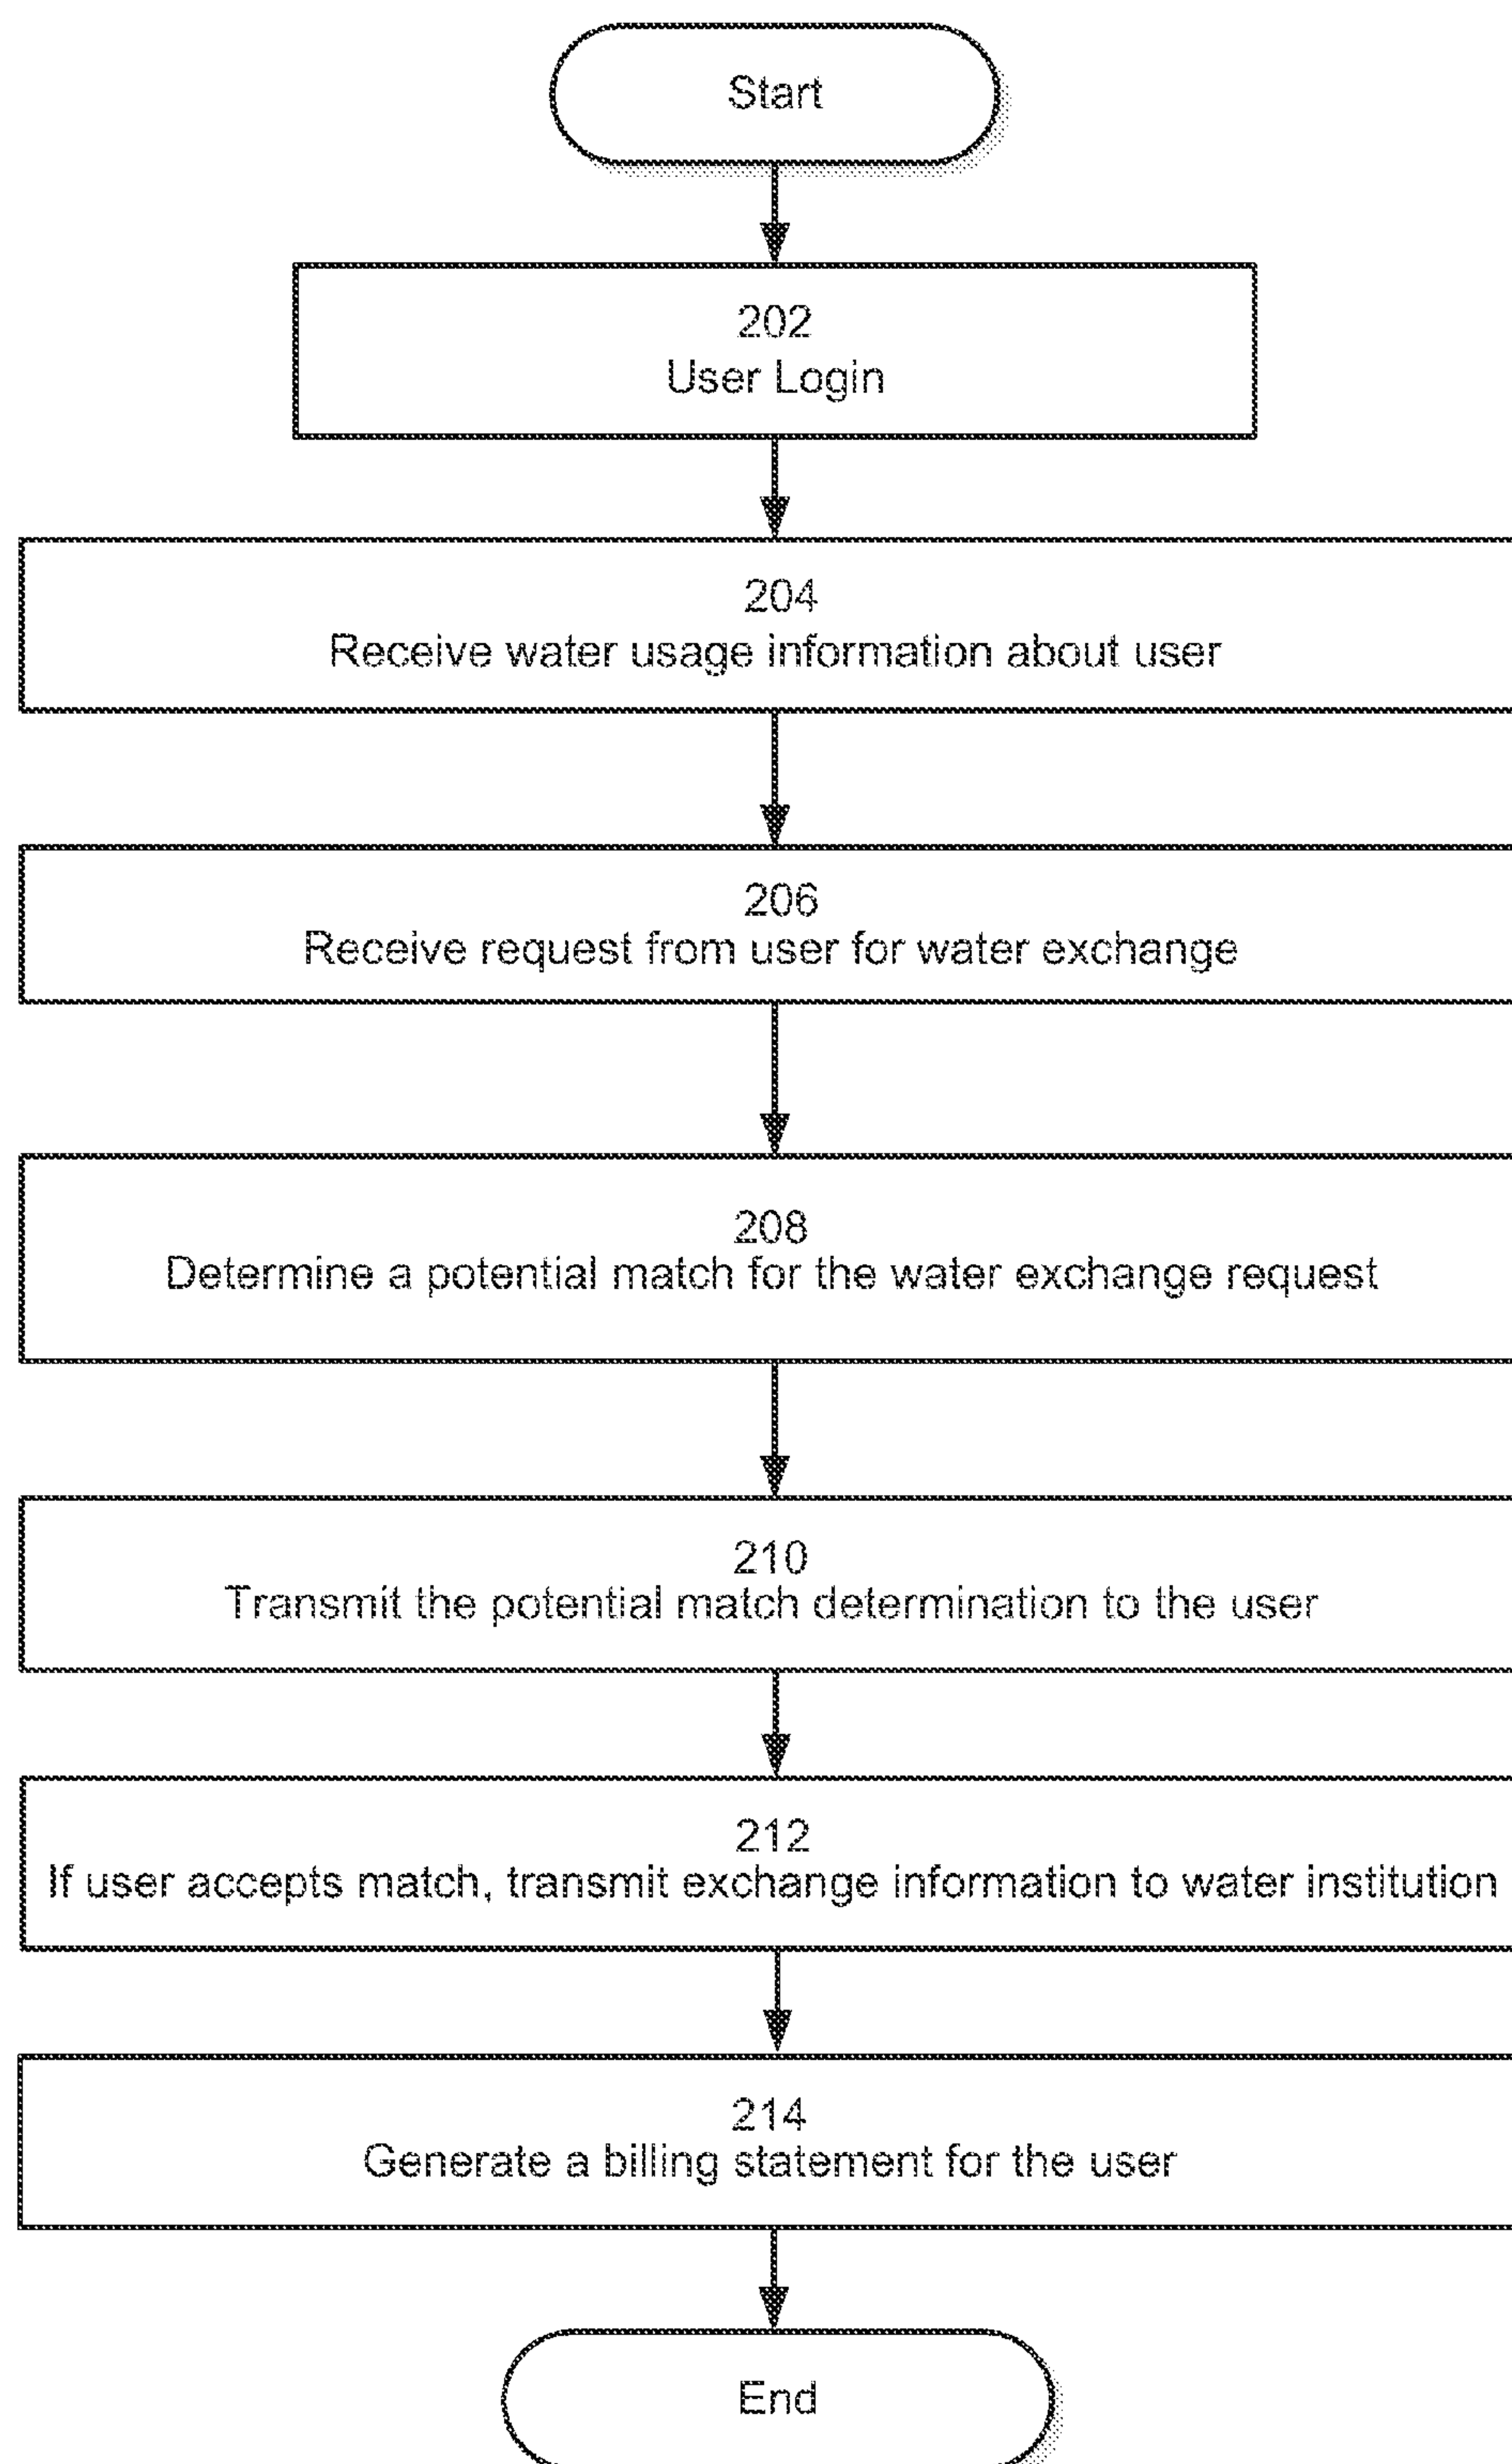 Start
202
User Login
204
Receive water usage information about user
206
Receive request from user for water exchange
208
Determine a potential match for the water exchange request
210
Transmit the potential match determination to the user
212
If user accepts match, transmit exchange information to water institution
214
Generate a billing statement for the user
End